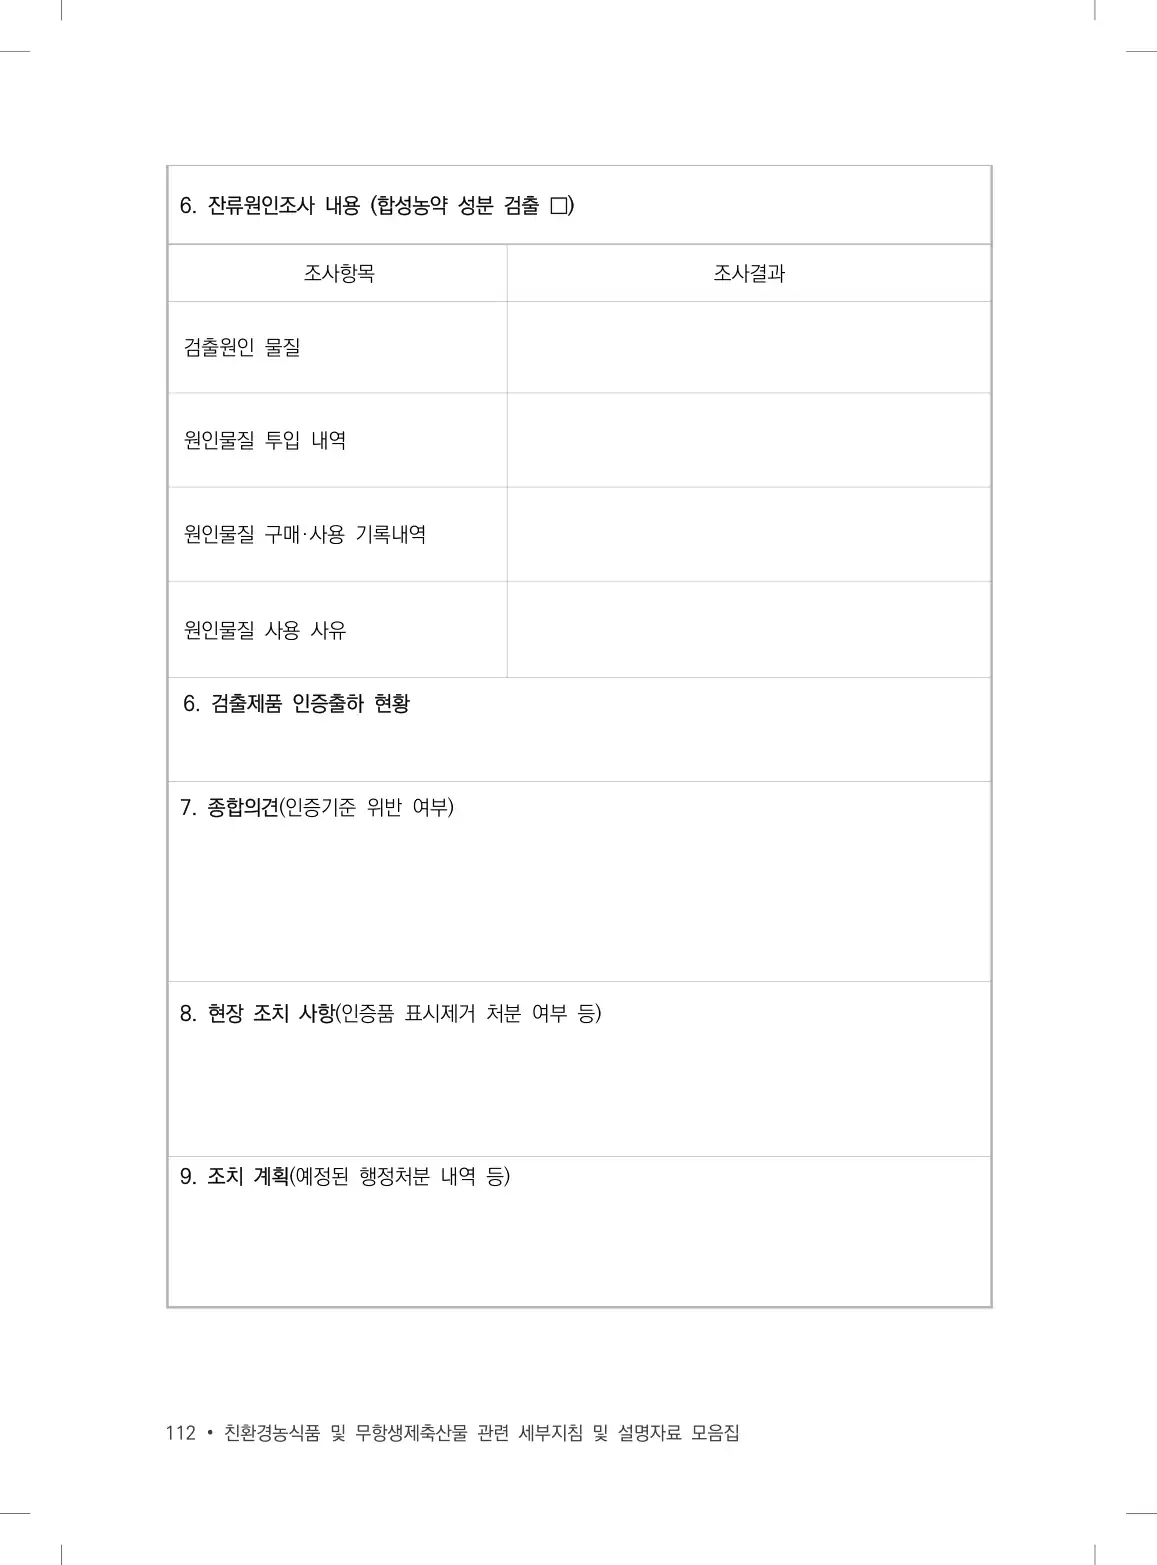 6. 잔류원인조사 내용 (합성농약 성분 검출 □)
조사항목 조사결과
검출원인 물질
원인물질 투입 내역
원인물질 구매·사용 기록내역
원인물질 사용 사유
6. 검출제품 인증출하 현황
7. 종합의견(인증기준 위반 여부)
8. 현장 조치 사항(인증품 표시제거 처분 여부 등)
9. 조치 계획(예정된 행정처분 내역 등)
112 • 친환경농식품 및 무항생제축산물 관련 세부지침 및 설명자료 모음집